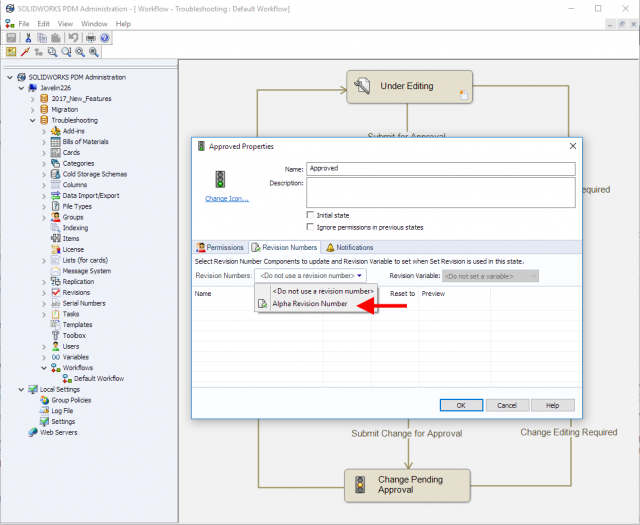 SOLIDWORKS PDM Administration - [ Workflow - Troubleshooting : Default Workflow]
File Edit View Window Help
SOLIDWORKS PDM Administration
Javelin226
2017_New_Features
Migration
Troubleshooting
Add-ins
Bills of Materials
Cards
Categories
Cold Storage Schemas
Columns
Data Import/Export
File Types
Groups
Indexing
Items
License
Lists (for cards)
Message System
Replication
Revisions
Serial Numbers
Tasks
Templates
Toolbox
Users
Variables
Workflows
Default Workflow
Local Settings
Group Policies
Log File
Settings
Web Servers
Under Editing
Submit for Approval
Required
Approved Properties
Name: Approved
Description:
Change Icon...
Initial state
Ignore permissions in previous states
Permissions Revision Numbers Notifications
Select Revision Number Components to update and Revision Variable to set when Set Revision is used in this state.
Revision Numbers: <Do not use a revision number> Revision Variable: <Do not set a variable>
<Do not use a revision number>
Alpha Revision Number
Name Reset to Preview
OK Cancel Help
Submit Change for Approval
Change Editing Required
Change Pending
Approval